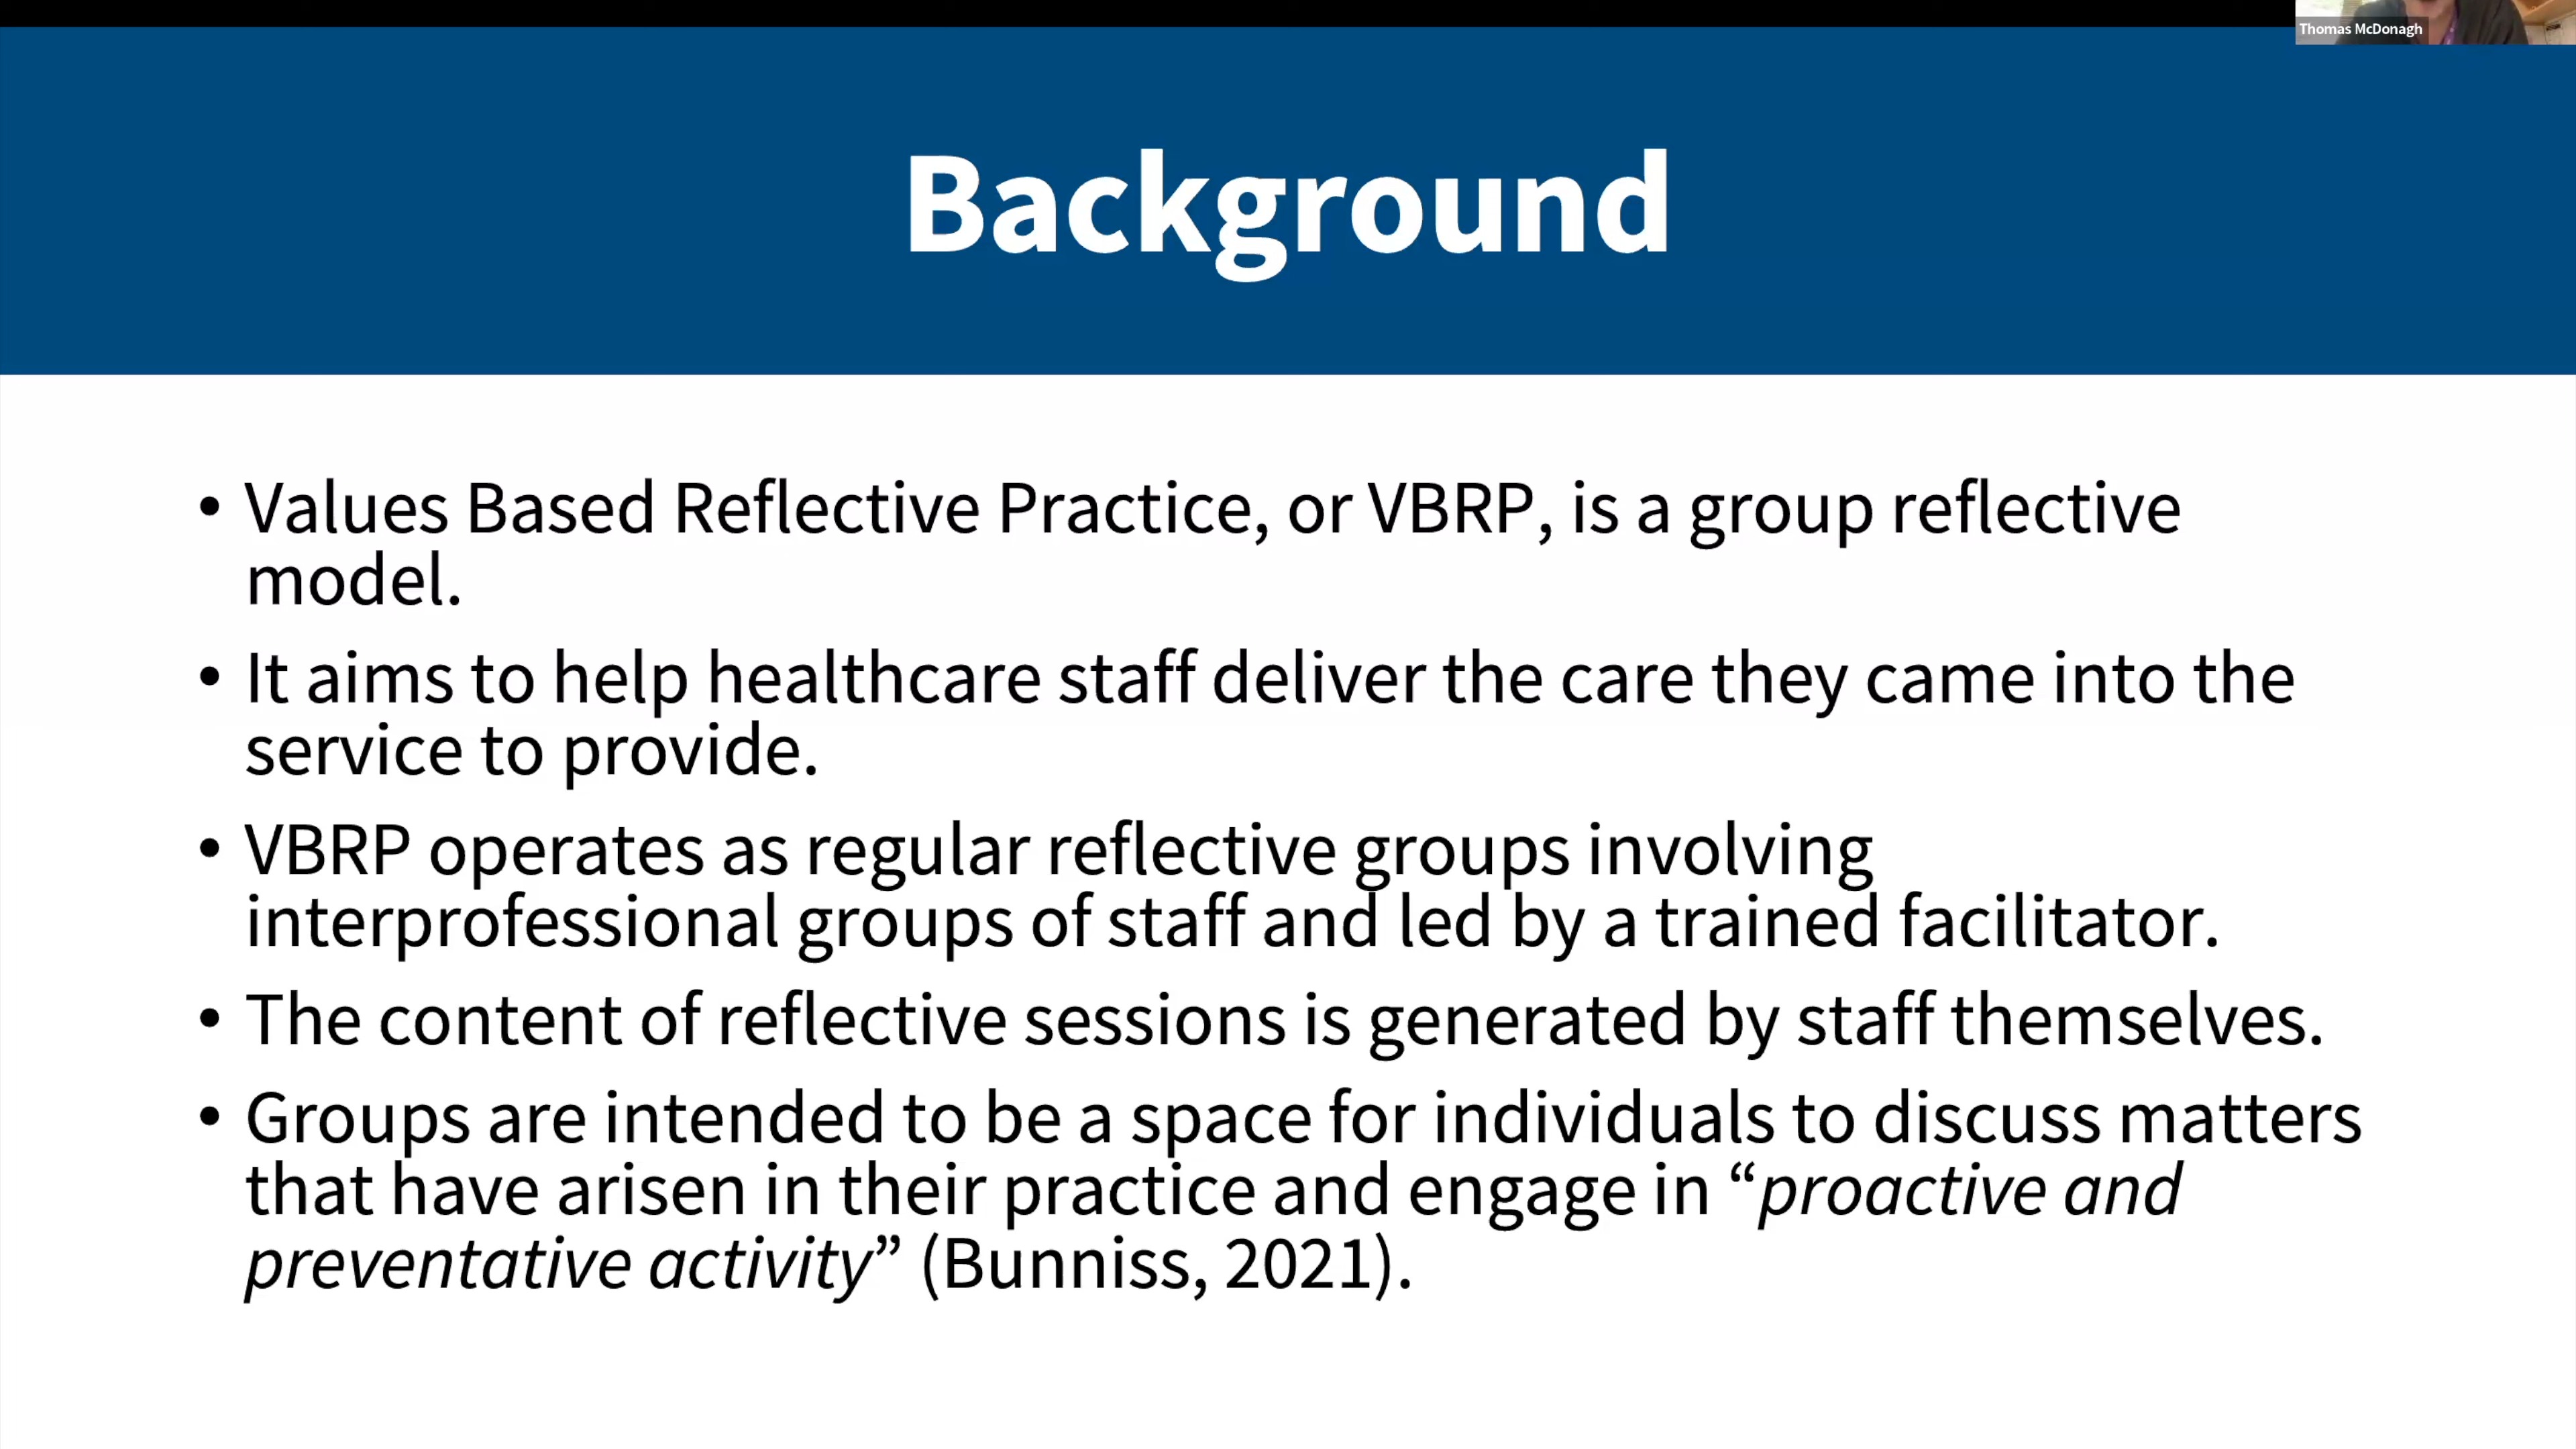 Thomas McDonagh
Background
• Values Based Reflective Practice, or VBRP, is a group reflective
model.
• It aims to help healthcare staff deliver the care they came into the
service to provide.
• VBRP operates as regular reflective groups involving
interprofessional groups of staff and led by a trained facilitator.
• The content of reflective sessions is generated by staff themselves.
• Groups are intended to be a space for individuals to discuss matters
that have arisen in their practice and engage in “proactive and
preventative activity” (Bunniss, 2021).